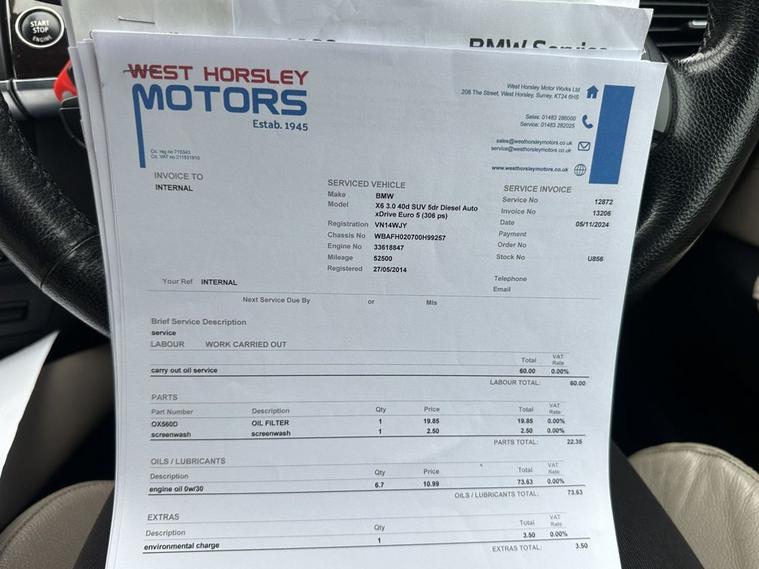 START
STOP
ENGINE
BMW Service
WEST HORSLEY
MOTORS
Estab. 1945
Co. reg no 715343
Co. VAT no 211531910
West Horsley Motor Works Ltd
208 The Street, West Horsley, Surrey, KT24 6HS
Sales: 01483 286000
Service: 01483 282025
sales@westhorsleymotors.co.uk
service@westhorsleymotors.co.uk
www.westhorsleymotors.co.uk
INVOICE TO
INTERNAL
SERVICED VEHICLE
Make BMW
Model X6 3.0 40d SUV 5dr Diesel Auto
xDrive Euro 5 (306 ps)
Registration VN14WJY
Chassis No WBAFH020700H99257
Engine No 33618847
Mileage 52500
Registered 27/05/2014
SERVICE INVOICE
Service No 12872
Invoice No 13206
Date 05/11/2024
Payment
Order No
Stock No U856
Telephone
Email
Your Ref INTERNAL
Next Service Due By or Mls
Brief Service Description
service
LABOUR WORK CARRIED OUT
Total VAT Rate
carry out oil service 60.00 0.00%
LABOUR TOTAL: 60.00
PARTS
Part Number Description Qty Price Total VAT Rate
OX560D OIL FILTER 1 19.85 19.85 0.00%
screenwash screenwash 1 2.50 2.50 0.00%
PARTS TOTAL: 22.35
OILS / LUBRICANTS
Description Qty Price Total VAT Rate
engine oil 0w/30 6.7 10.99 73.63 0.00%
OILS / LUBRICANTS TOTAL: 73.63
EXTRAS
Description Qty Total VAT Rate
environmental charge 1 3.50 0.00%
EXTRAS TOTAL: 3.50